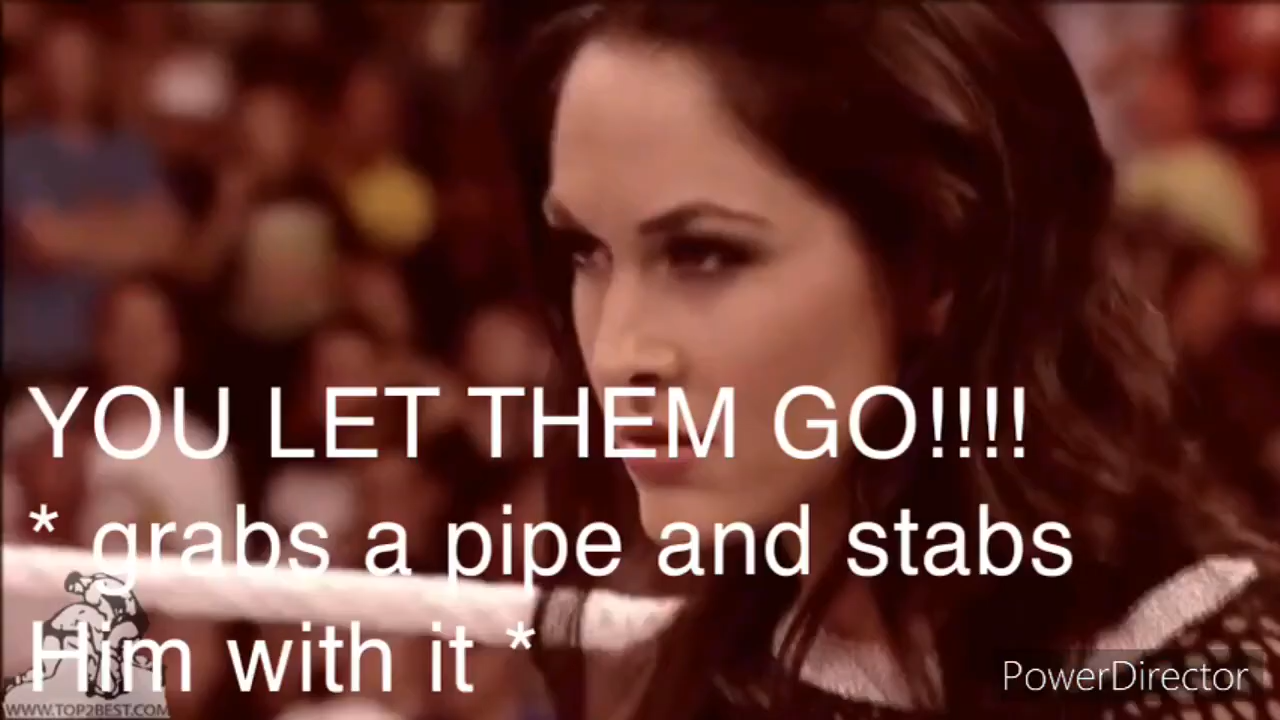 YOU LET THEM GO!!!!
* grabs a pipe and stabs
Him with it *
PowerDirector
WWW.TOP2BEST.COM